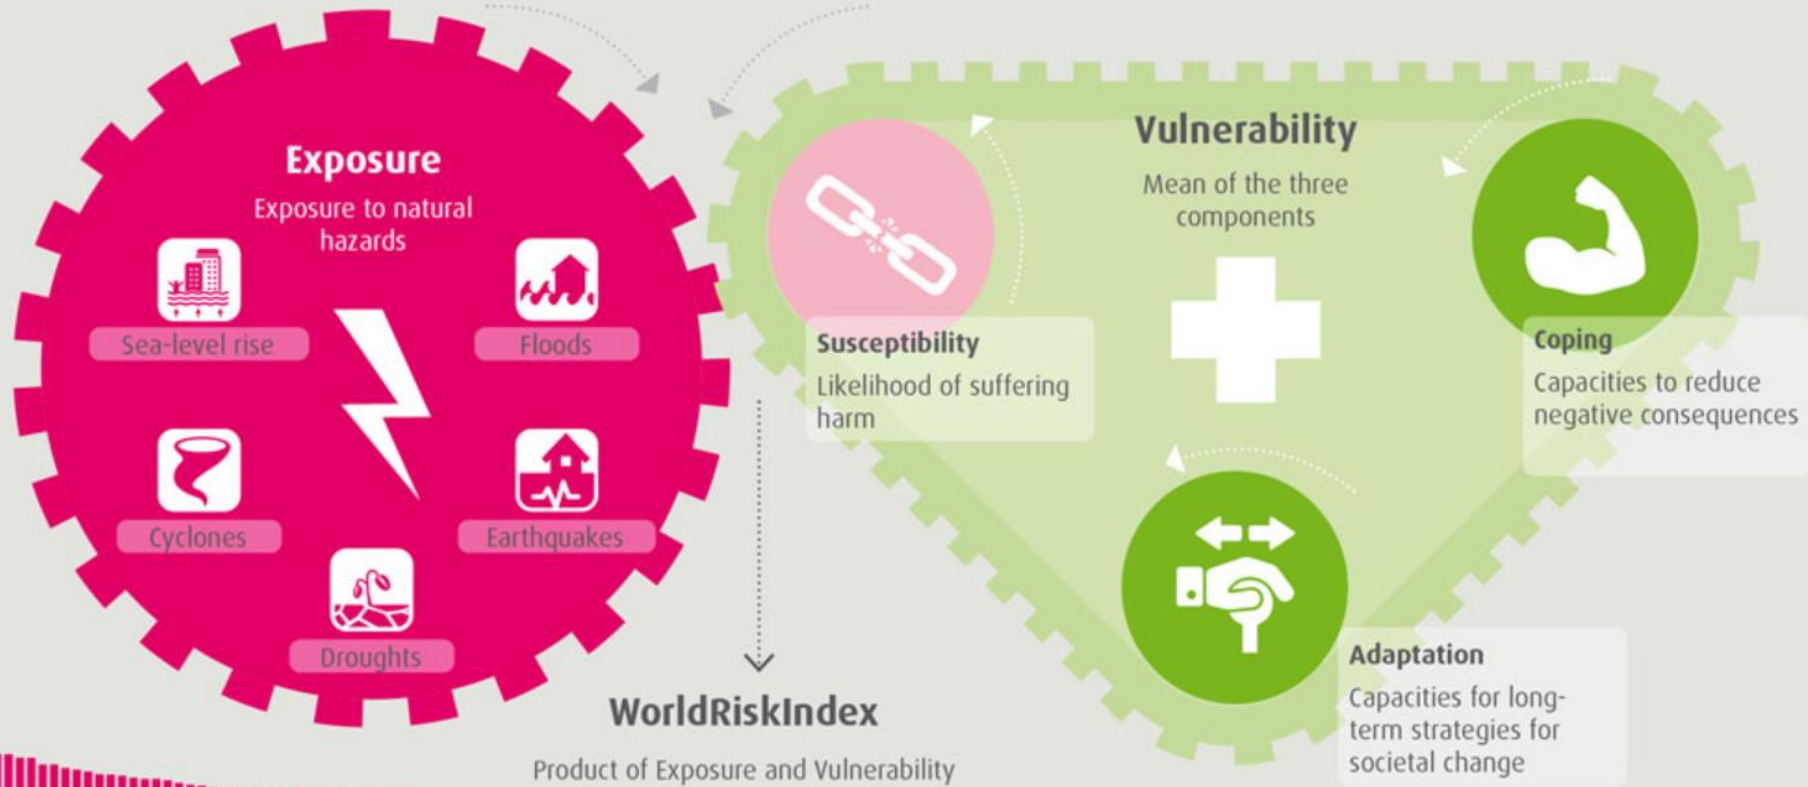 Exposure
Exposure to natural
hazards
Sea-level rise
Floods
Cyclones
Earthquakes
Droughts
Vulnerability
Mean of the three
components
Susceptibility
Likelihood of suffering
harm
Coping
Capacities to reduce
negative consequences
Adaptation
Capacities for long-
term strategies for
societal change
WorldRiskIndex
Product of Exposure and Vulnerability